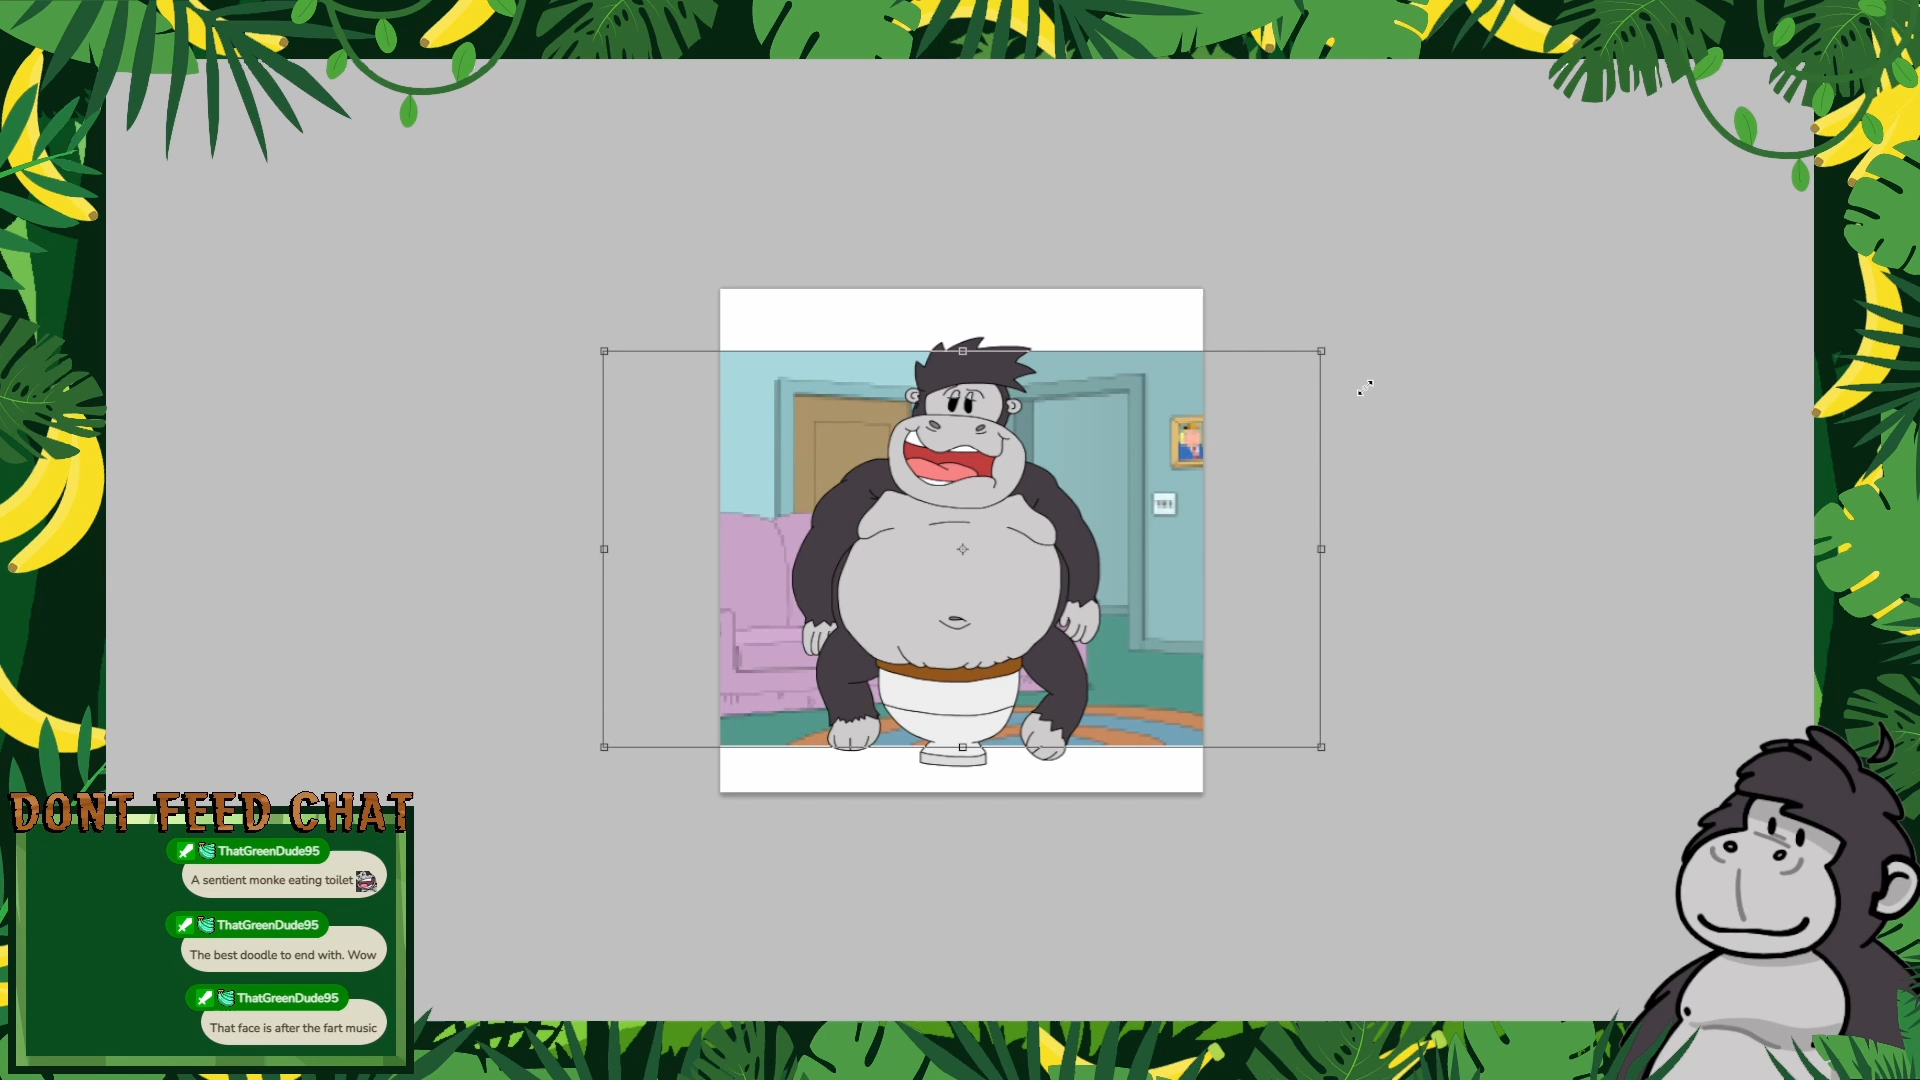 DONT FEED CHAT
ThatGreenDude95
A sentient monke eating toilet
ThatGreenDude95
The best doodle to end with. Wow
ThatGreenDude95
That face is after the fart music